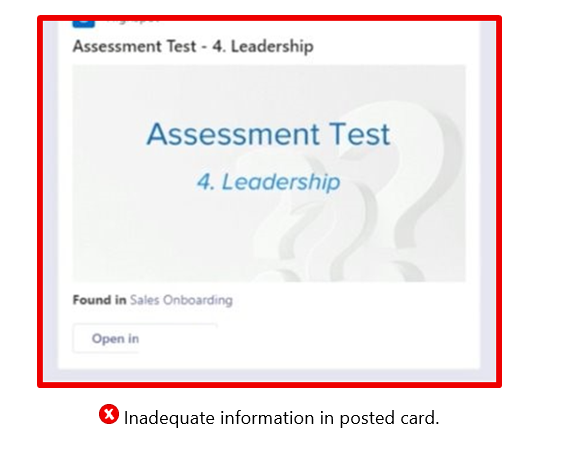 Assessment Test - 4. Leadership
Assessment Test
4. Leadership
Found in Sales Onboarding
Open in
Inadequate information in posted card.